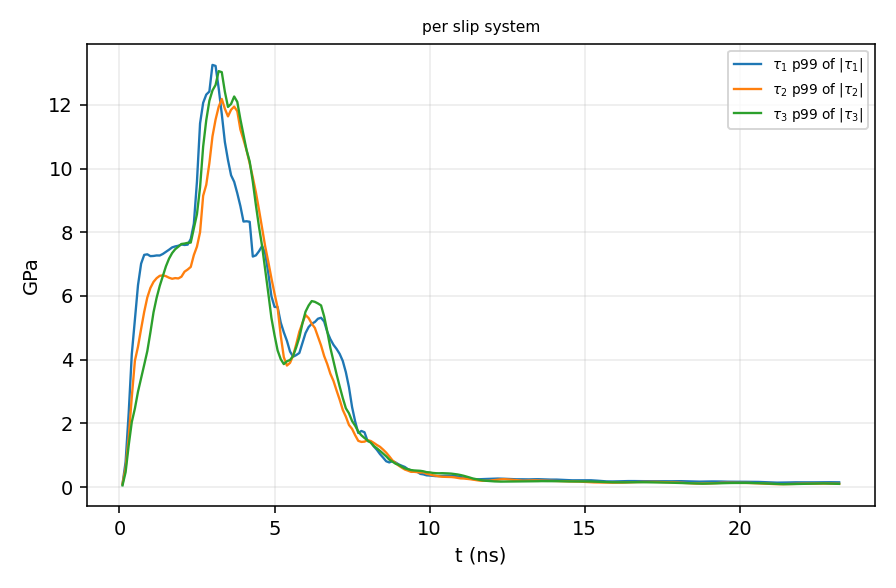 per slip system
τ₁ p99 of |τ₁|
τ₂ p99 of |τ₂|
τ₃ p99 of |τ₃|
GPa
12
10
8
6
4
2
0
0 5 10 15 20
t (ns)